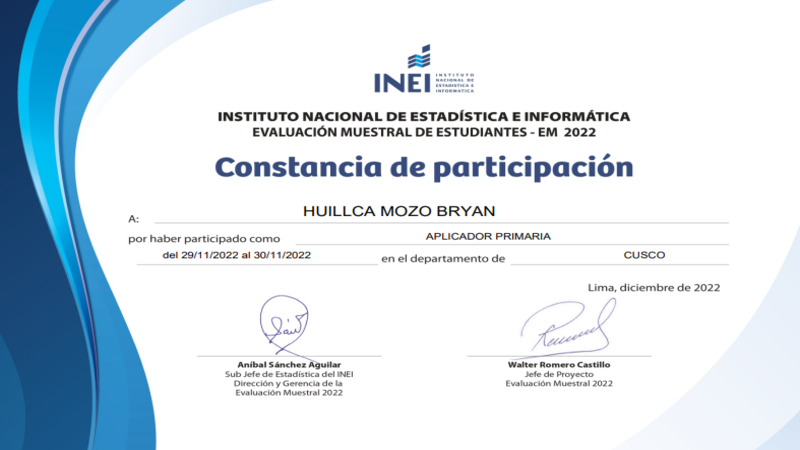 INEI
INSTITUTO
NACIONAL DE
ESTADÍSTICA E
INFORMÁTICA
INSTITUTO NACIONAL DE ESTADÍSTICA E INFORMÁTICA
EVALUACIÓN MUESTRAL DE ESTUDIANTES - EM 2022
Constancia de participación
A: HUILLCA MOZO BRYAN
por haber participado como APLICADOR PRIMARIA
del 29/11/2022 al 30/11/2022 en el departamento de CUSCO
Lima, diciembre de 2022
Aníbal Sánchez Aguilar
Sub Jefe de Estadística del INEI
Dirección y Gerencia de la
Evaluación Muestral 2022
Walter Romero Castillo
Jefe de Proyecto
Evaluación Muestral 2022